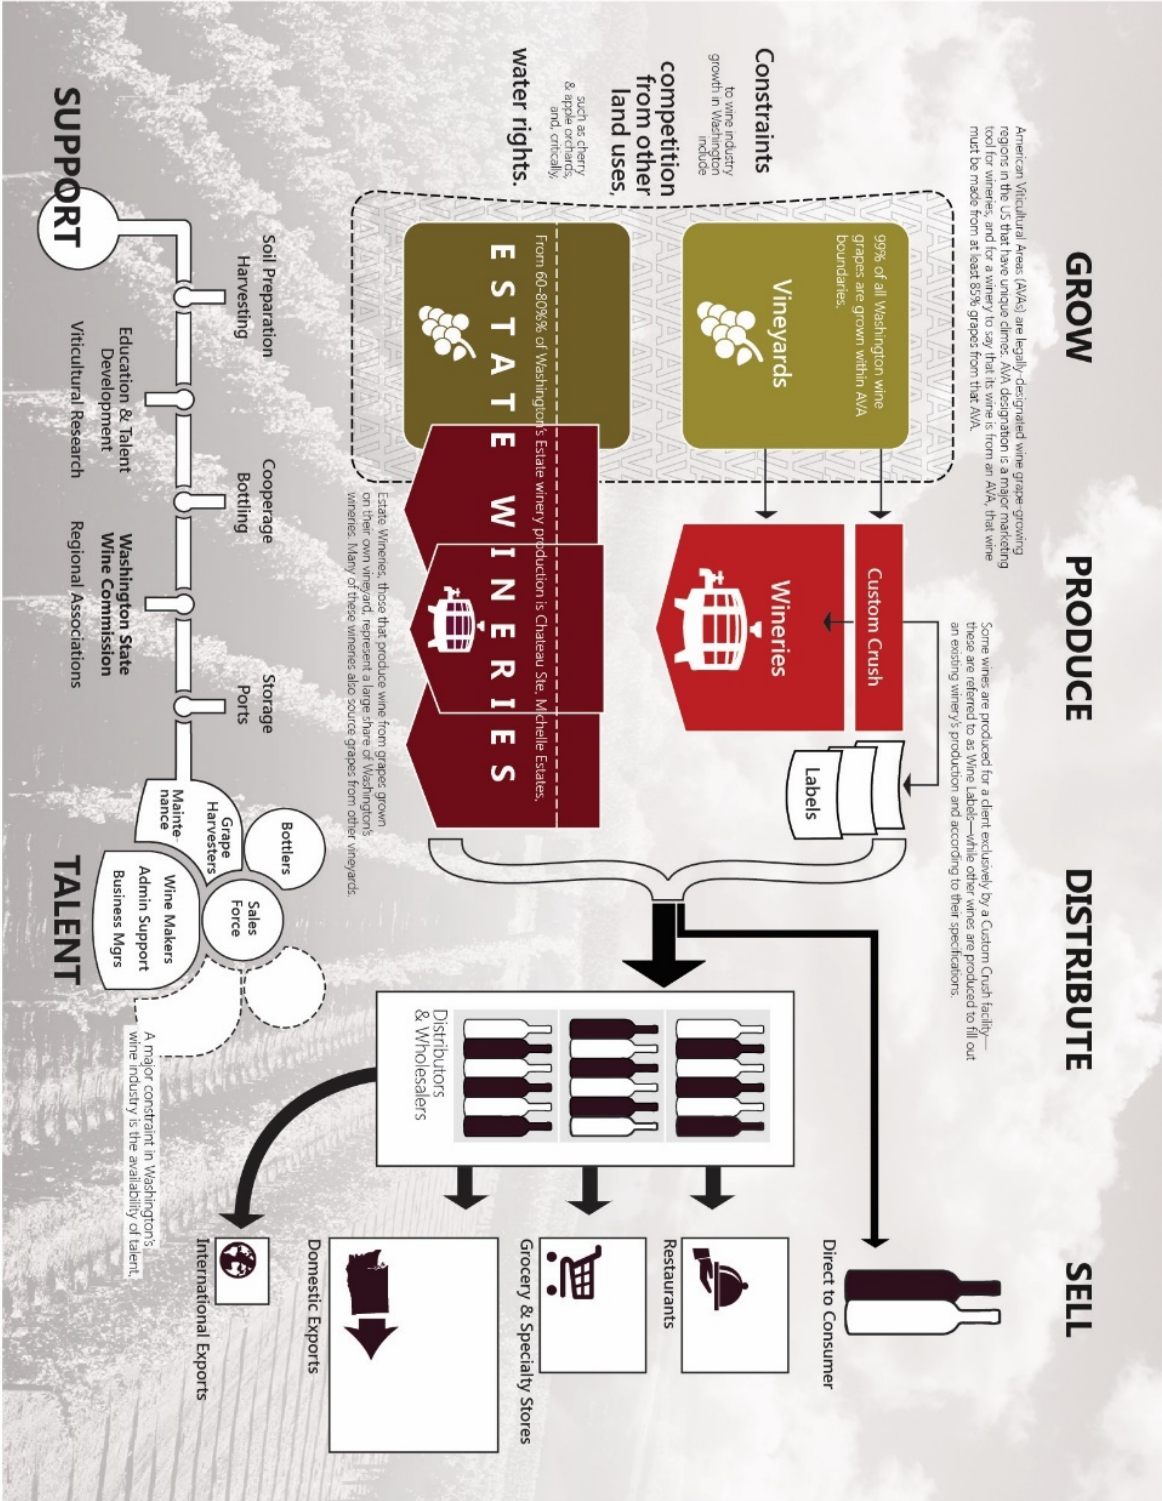 GROW
PRODUCE
DISTRIBUTE
SELL
American Viticultural Areas (AVAs) are legally-designated wine grape-growing
regions in the US that have unique climes. AVA designation is a major marketing
tool for wineries, and for a winery to say that its wine is from an AVA, that wine
must be made from at least 85% grapes from that AVA.
Some wines are produced for a client exclusively by a Custom Crush facility—
these are referred to as Wine Labels—while other wines are produced to fill out
an existing winery's production and according to their specifications.
Constraints
to wine industry
growth in Washington
include
competition
from other
land uses,
such as cherry
& apple orchards,
and, critically,
water rights.
99% of all Washington wine
grapes are grown within AVA
boundaries.
Vineyards
Custom Crush
Wineries
Labels
From 60-80%% of Washington's Estate winery production is Chateau Ste. Michelle Estates,
ESTATE WINERIES
Estate Wineries, those that produce wine from grapes grown
on their own vineyard, represent a large share of Washington's
wineries. Many of these wineries also source grapes from other vineyards.
Distributors
& Wholesalers
Direct to Consumer
Restaurants
Grocery & Specialty Stores
Domestic Exports
International Exports
SUPPORT
Soil Preparation
Harvesting
Cooperage
Bottling
Storage
Ports
Education & Talent
Development
Viticultural Research
Washington State
Wine Commission
Regional Associations
Bottlers
Grape
Harvesters
Mainte-
nance
Sales
Force
Wine Makers
Admin Support
Business Mgrs
TALENT
A major constraint in Washington's
wine industry is the availability of talent.